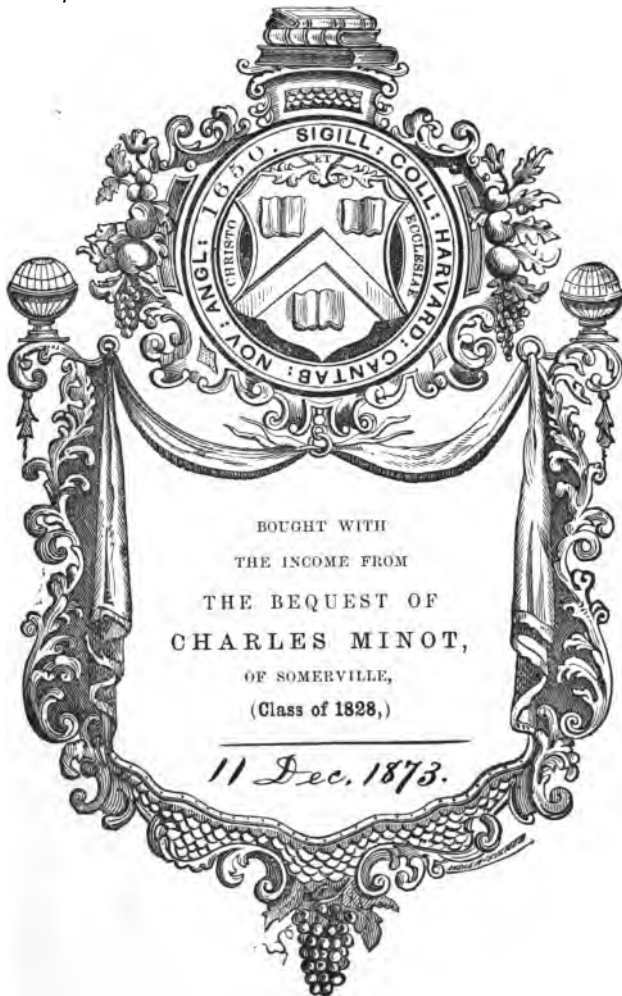 SIGILL: COLL: HARVARD: CANTAB: NOV: ANGL: 1650.
CHRISTO
ET
ECCLESIAE
BOUGHT WITH
THE INCOME FROM
THE BEQUEST OF
CHARLES MINOT,
OF SOMERVILLE,
(Class of 1828,)
11 Dec. 1873.